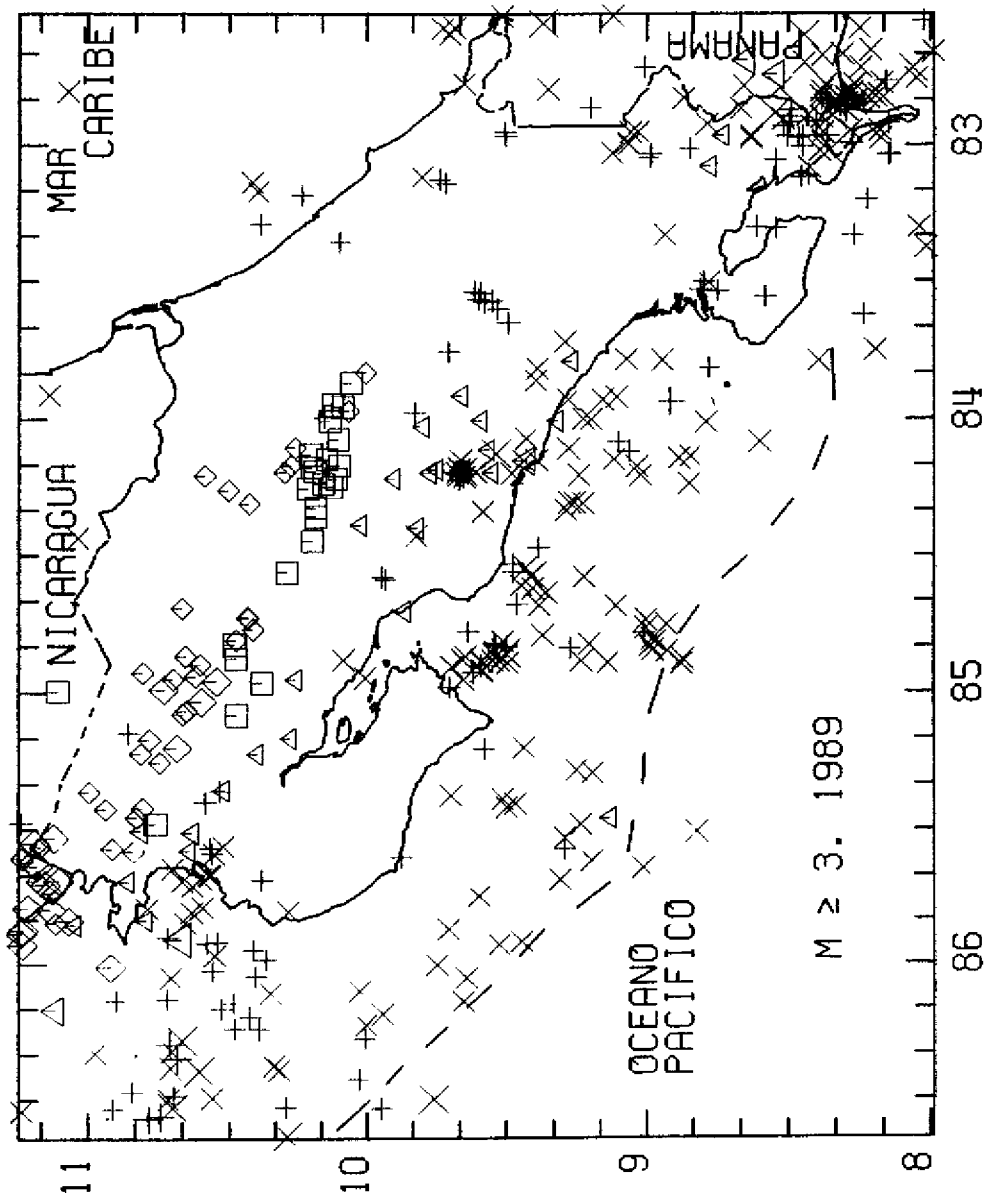 MAR
CARIBE
NICARAGUA
PANAMA
OCEANO
PACIFICO
M ≥ 3. 1989
11
10
9
8
86
85
84
83